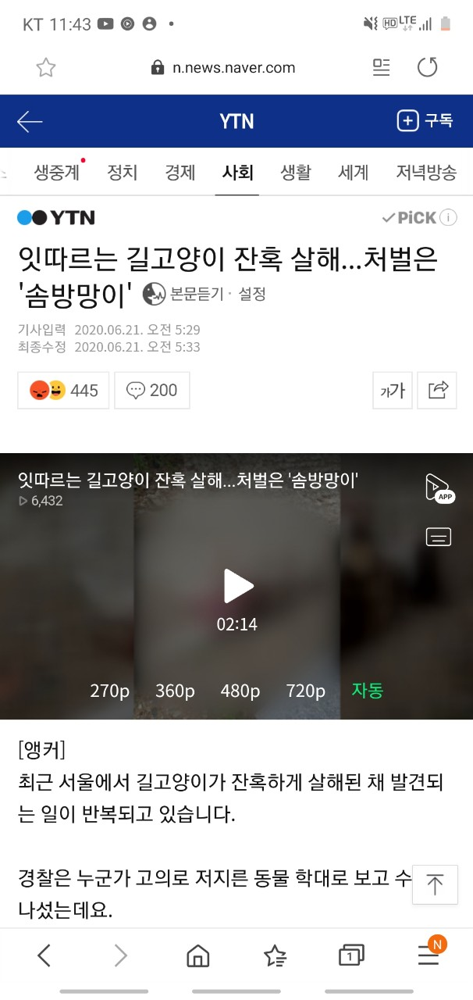 KT 11:43
HD LTE
n.news.naver.com
YTN
구독
생중계 정치 경제 사회 생활 세계 저녁방송
YTN
PiCK
잇따르는 길고양이 잔혹 살해...처벌은
'솜방망이' 본문듣기 · 설정
기사입력 2020.06.21. 오전 5:29
최종수정 2020.06.21. 오전 5:33
445 200 가가
잇따르는 길고양이 잔혹 살해...처벌은 '솜방망이'
6,432
APP
02:14
270p 360p 480p 720p 자동
[앵커]
최근 서울에서 길고양이가 잔혹하게 살해된 채 발견되
는 일이 반복되고 있습니다.
경찰은 누군가 고의로 저지른 동물 학대로 보고 수
나섰는데요.
1
N